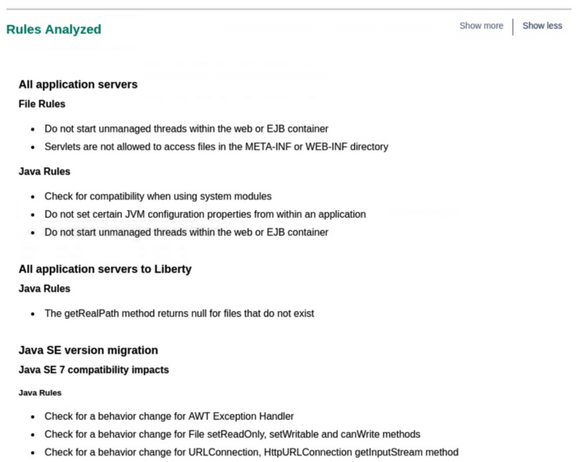 Rules Analyzed
Show more | Show less
All application servers
File Rules
• Do not start unmanaged threads within the web or EJB container
• Servlets are not allowed to access files in the META-INF or WEB-INF directory
Java Rules
• Check for compatibility when using system modules
• Do not set certain JVM configuration properties from within an application
• Do not start unmanaged threads within the web or EJB container
All application servers to Liberty
Java Rules
• The getRealPath method returns null for files that do not exist
Java SE version migration
Java SE 7 compatibility impacts
Java Rules
• Check for a behavior change for AWT Exception Handler
• Check for a behavior change for File setReadOnly, setWritable and canWrite methods
• Check for a behavior change for URLConnection, HttpURLConnection getInputStream method